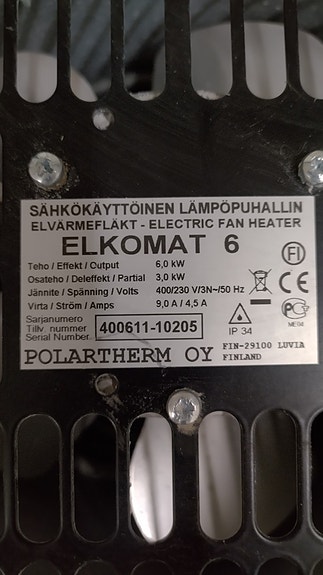 SÄHKÖKÄYTTÖINEN LÄMPÖPUHALLIN
ELVÄRMEFLÄKT - ELECTRIC FAN HEATER
ELKOMAT 6
Teho / Effekt / Output 6,0 kW
Osateho / Deleffekt / Partial 3,0 kW
Jännite / Spänning / Volts 400/230 V/3N~/50 Hz
Virta / Ström / Amps 9,0 A / 4,5 A
Sarjanumero
Tillv. nummer
Serial Number:
400611-10205
FI
CE
ME04
IP 34
POLARTHERM OY
FIN-29100 LUVIA
FINLAND